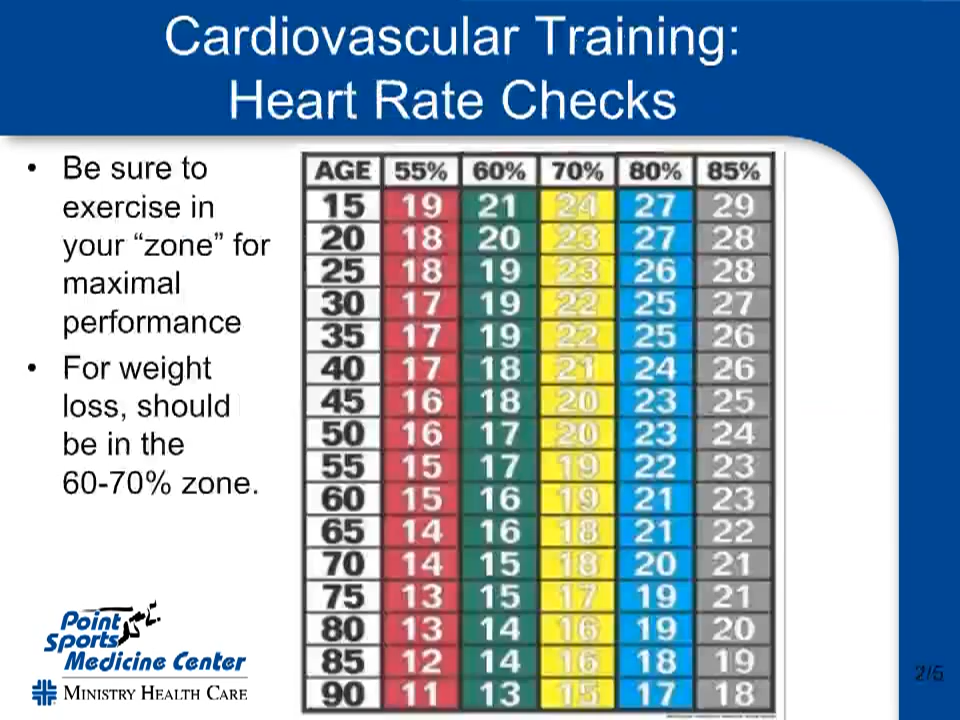 Cardiovascular Training:
Heart Rate Checks
• Be sure to
exercise in
your “zone” for
maximal
performance
• For weight
loss, should
be in the
60-70% zone.
AGE 55% 60% 70% 80% 85%
15 19 21 24 27 29
20 18 20 23 27 28
25 18 19 23 26 28
30 17 19 22 25 27
35 17 19 22 25 26
40 17 18 21 24 26
45 16 18 20 23 25
50 16 17 20 23 24
55 15 17 19 22 23
60 15 16 19 21 23
65 14 16 18 21 22
70 14 15 18 20 21
75 13 15 17 19 21
80 13 14 16 19 20
85 12 14 16 18 19
90 11 13 15 17 18
Point
Sports
Medicine Center
MINISTRY HEALTH CARE
2/5